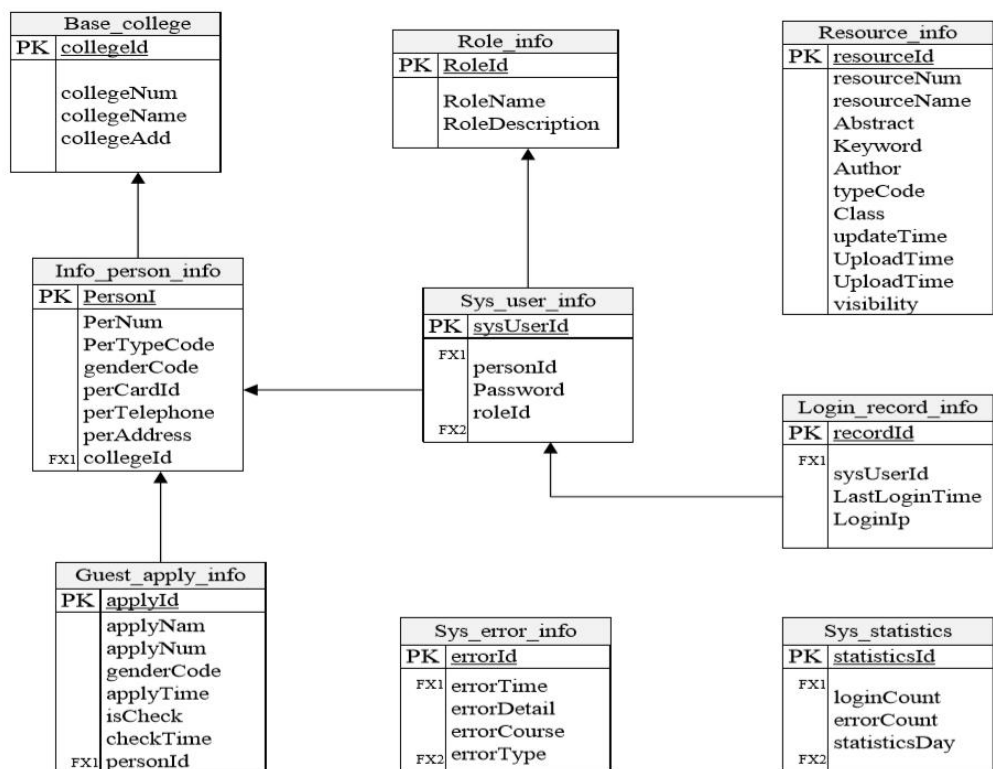 Base_college
PK collegeId
collegeNum
collegeName
collegeAdd
Role_info
PK RoleId
RoleName
RoleDescription
Resource_info
PK resourceId
resourceNum
resourceName
Abstract
Keyword
Author
typeCode
Class
updateTime
UploadTime
UploadTime
visibility
Info_person_info
PK PersonI
PerNum
PerTypeCode
genderCode
perCardId
perTelephone
perAddress
FX1 collegeId
Sys_user_info
PK sysUserId
FX1
personId
Password
roleId
FX2
Login_record_info
PK recordId
FX1
sysUserId
LastLoginTime
LoginIp
Guest_apply_info
PK applyId
applyNam
applyNum
genderCode
applyTime
isCheck
checkTime
FX1 personId
Sys_error_info
PK errorId
FX1 errorTime
errorDetail
errorCourse
FX2 errorType
Sys_statistics
PK statisticsId
FX1
loginCount
errorCount
statisticsDay
FX2